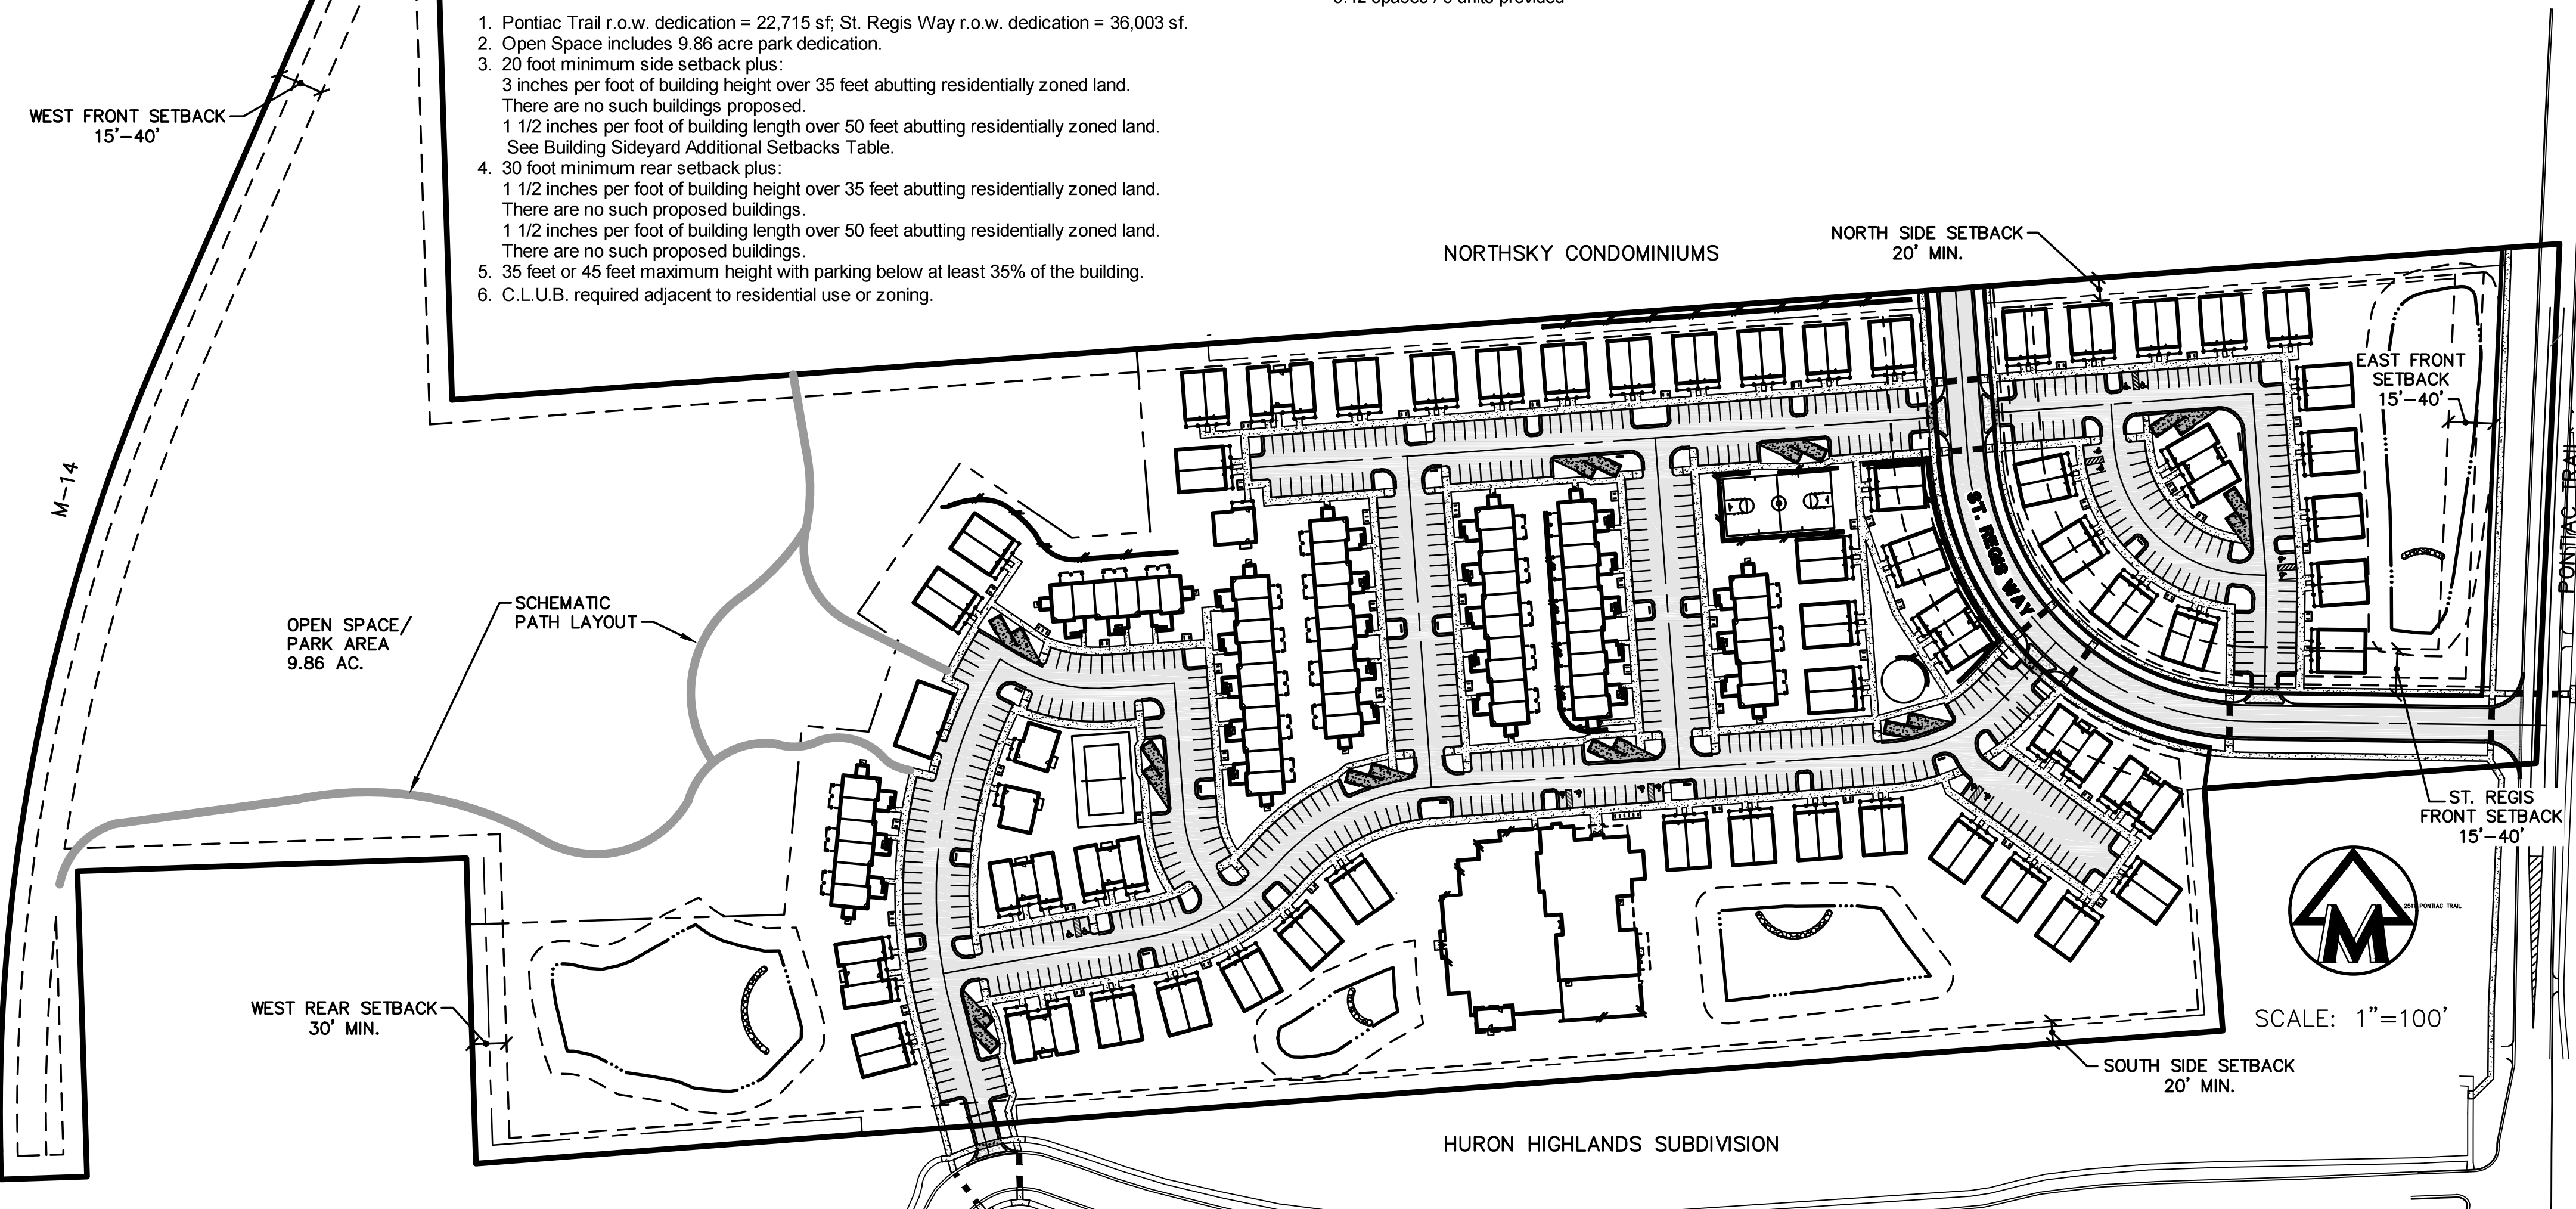 1. Pontiac Trail r.o.w. dedication = 22,715 sf; St. Regis Way r.o.w. dedication = 36,003 sf.
2. Open Space includes 9.86 acre park dedication.
3. 20 foot minimum side setback plus:
3 inches per foot of building height over 35 feet abutting residentially zoned land.
There are no such buildings proposed.
1 1/2 inches per foot of building length over 50 feet abutting residentially zoned land.
See Building Sideyard Additional Setbacks Table.
4. 30 foot minimum rear setback plus:
1 1/2 inches per foot of building height over 35 feet abutting residentially zoned land.
There are no such proposed buildings.
1 1/2 inches per foot of building length over 50 feet abutting residentially zoned land.
There are no such proposed buildings.
5. 35 feet or 45 feet maximum height with parking below at least 35% of the building.
6. C.L.U.B. required adjacent to residential use or zoning.
WEST FRONT SETBACK
15'-40'
NORTHSKY CONDOMINIUMS
NORTH SIDE SETBACK
20' MIN.
EAST FRONT
SETBACK
15'-40'
M-14
ST. REGIS WAY
PONTIAC TRAIL
OPEN SPACE/
PARK AREA
9.86 AC.
SCHEMATIC
PATH LAYOUT
ST. REGIS
FRONT SETBACK
15'-40'
M
PONTIAC TRAIL
WEST REAR SETBACK
30' MIN.
SCALE: 1"=100'
SOUTH SIDE SETBACK
20' MIN.
HURON HIGHLANDS SUBDIVISION